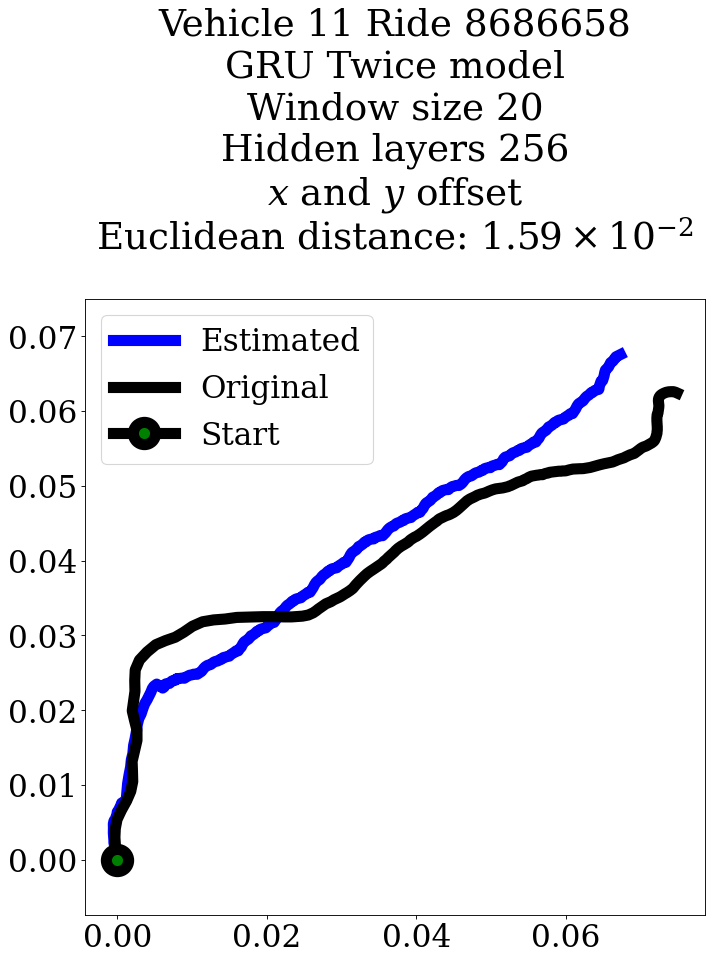 Vehicle 11 Ride 8686658
GRU Twice model
Window size 20
Hidden layers 256
x and y offset
Euclidean distance: 1.59 × 10⁻²
Estimated
Original
Start
0.07
0.06
0.05
0.04
0.03
0.02
0.01
0.00
0.00 0.02 0.04 0.06